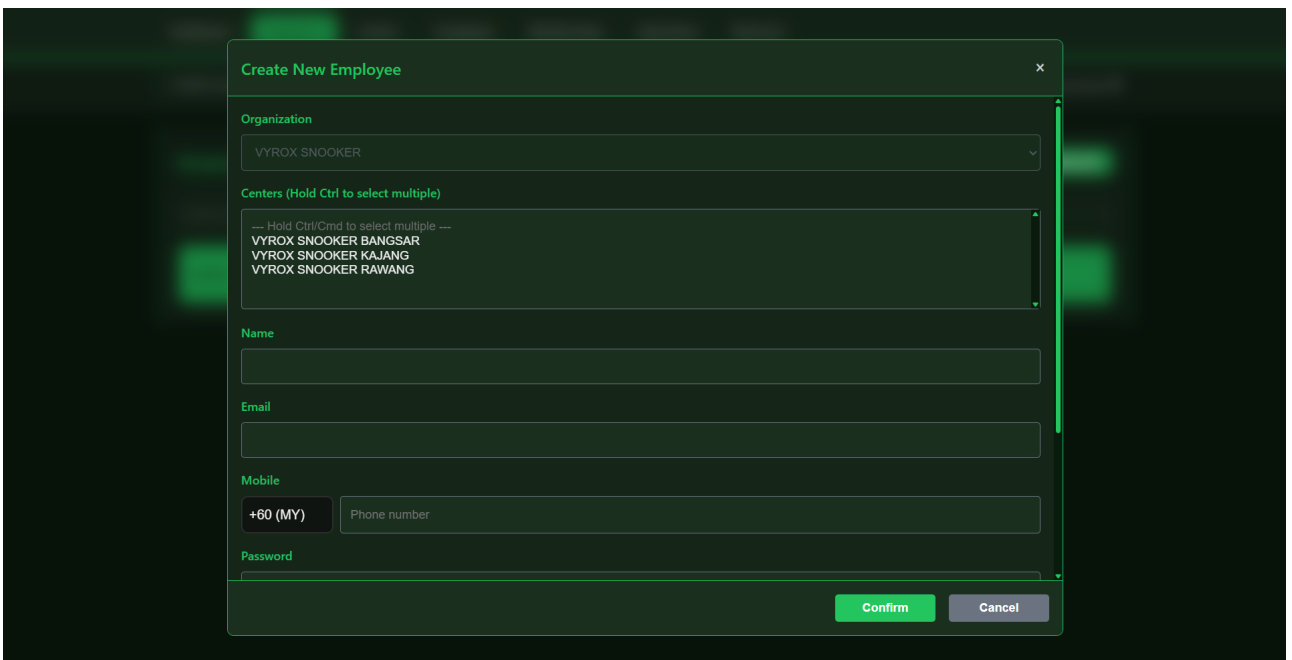 Create New Employee
×
Organization
VYROX SNOOKER
Centers (Hold Ctrl to select multiple)
--- Hold Ctrl/Cmd to select multiple ---
VYROX SNOOKER BANGSAR
VYROX SNOOKER KAJANG
VYROX SNOOKER RAWANG
Name
Email
Mobile
+60 (MY)
Phone number
Password
Confirm
Cancel